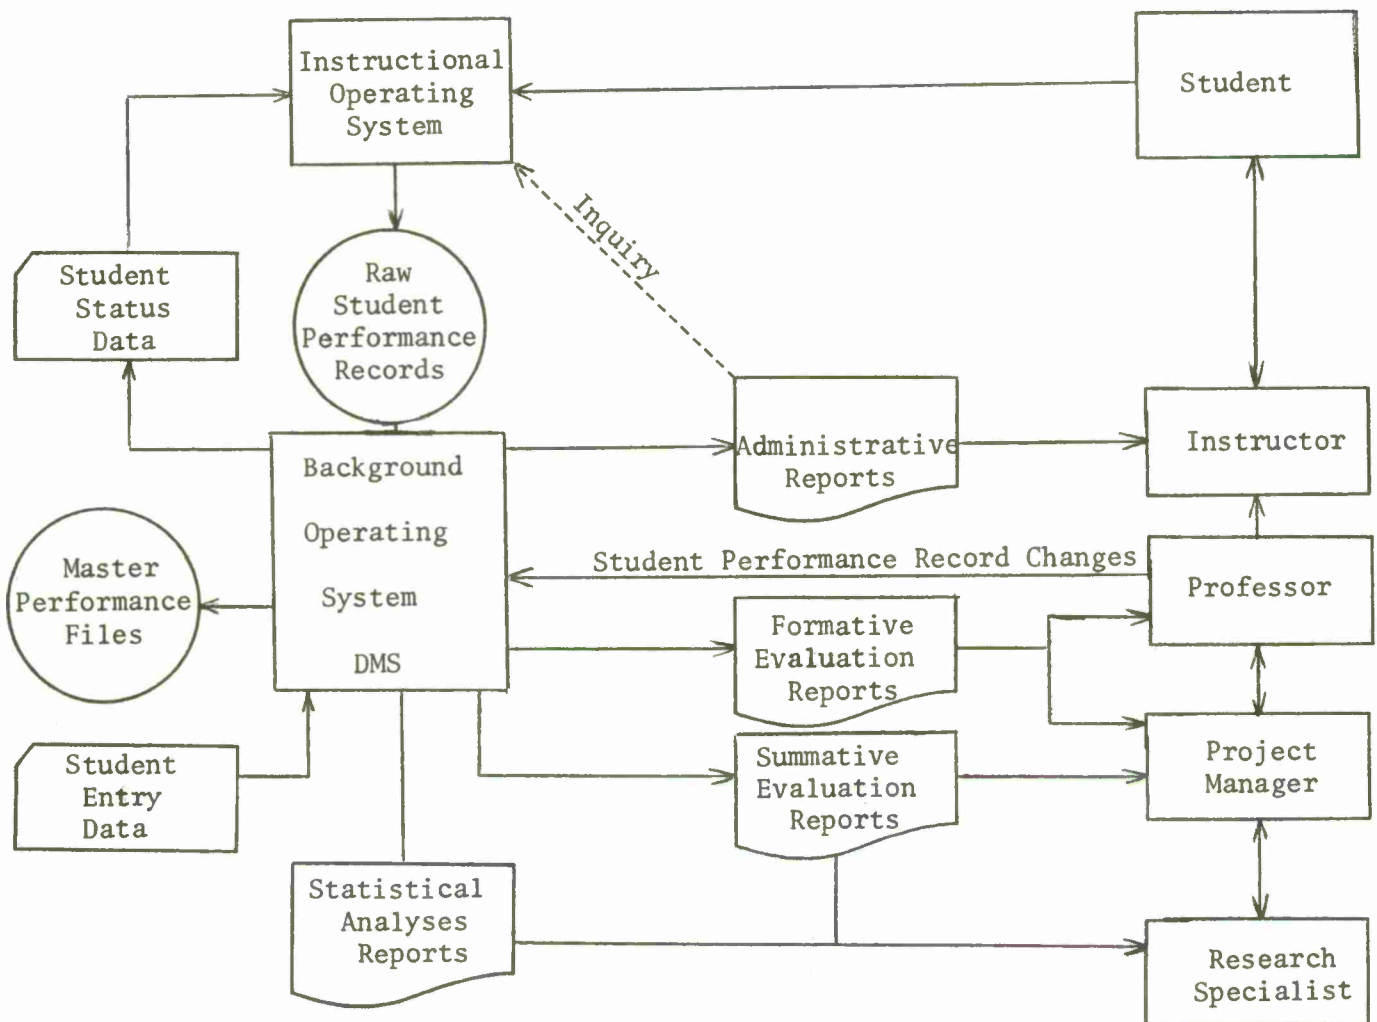 Instructional
Operating
System
Student
Inquiry
Student
Status
Data
Raw
Student
Performance
Records
Administrative
Reports
Instructor
Background
Operating
System
DMS
Master
Performance
Files
Student Performance Record Changes
Professor
Formative
Evaluation
Reports
Student
Entry
Data
Summative
Evaluation
Reports
Project
Manager
Statistical
Analyses
Reports
Research
Specialist